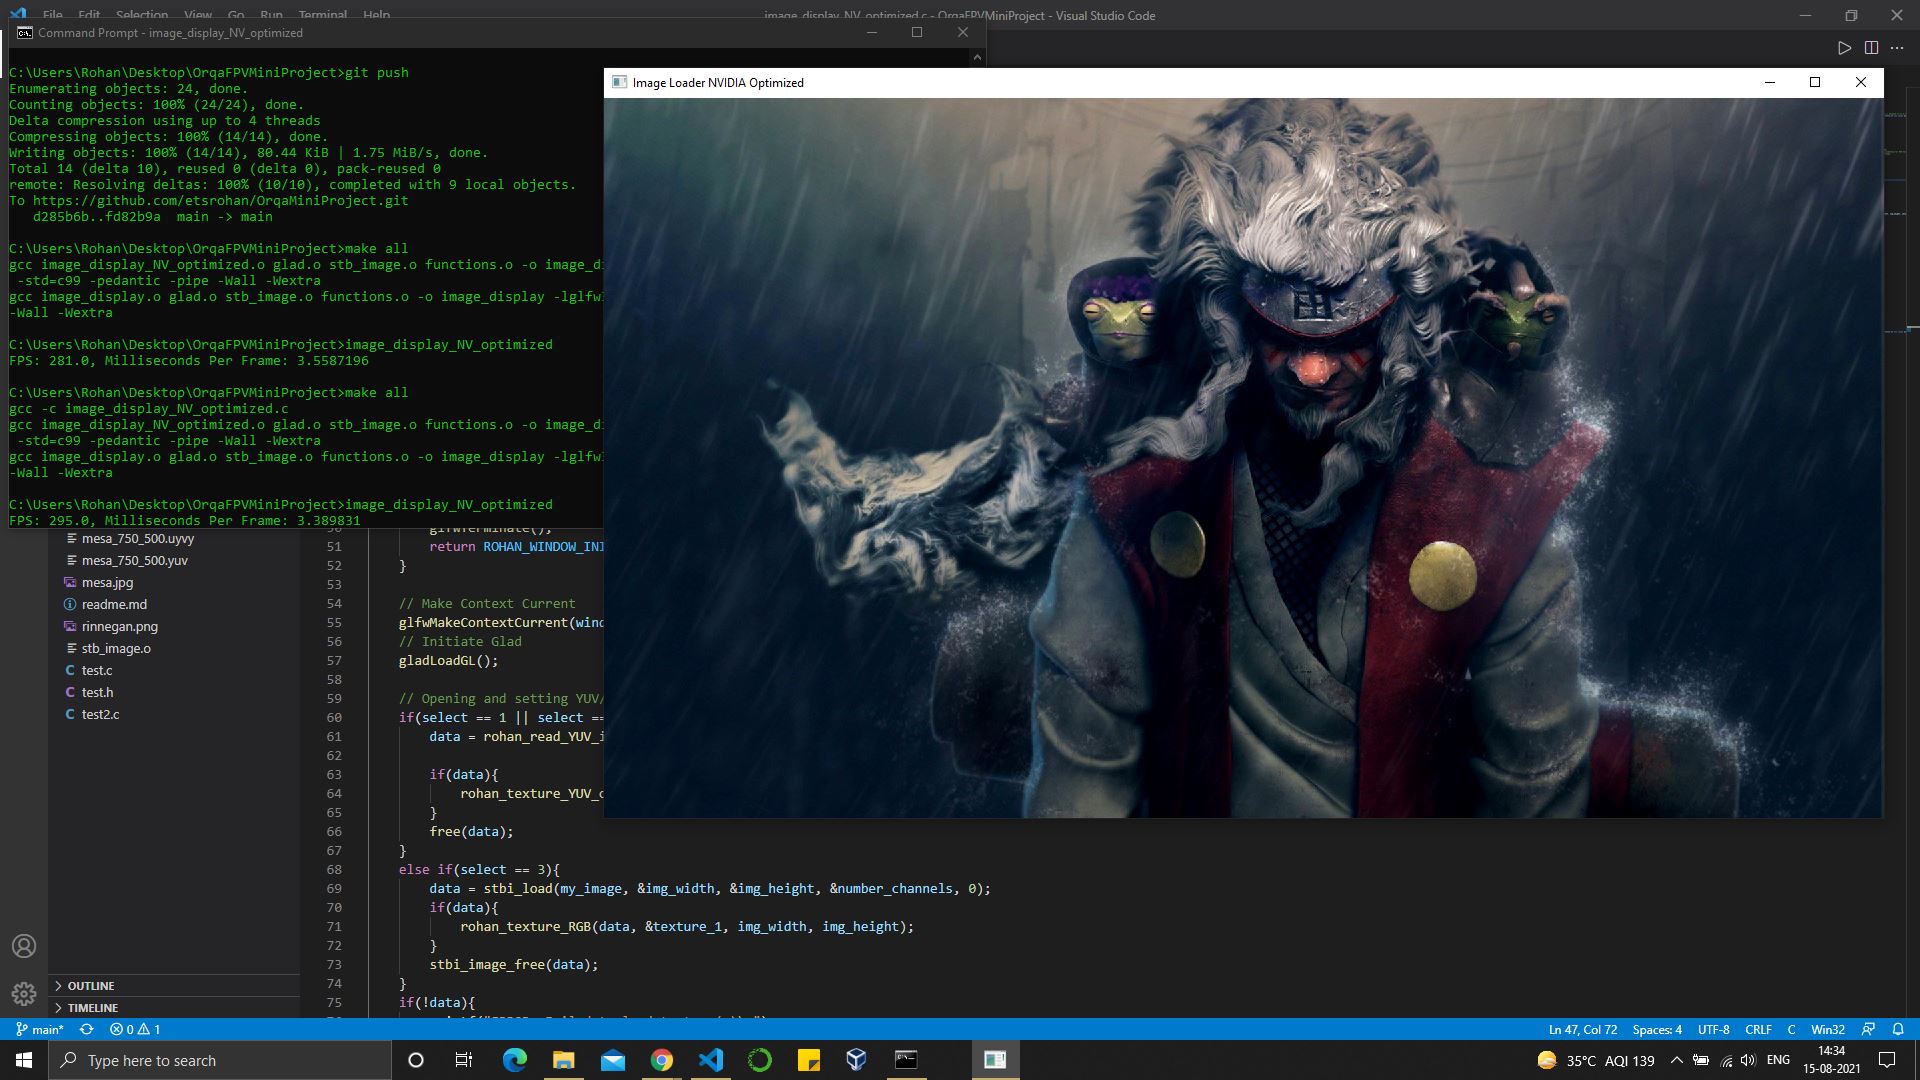 File Edit Selection View Go Run Terminal Help
image_display_NV_optimized.c - OrqaFPVMiniProject - Visual Studio Code
Command Prompt - image_display_NV_optimized
C:\Users\Rohan\Desktop\OrqaFPVMiniProject>git push
Enumerating objects: 24, done.
Counting objects: 100% (24/24), done.
Delta compression using up to 4 threads
Compressing objects: 100% (14/14), done.
Writing objects: 100% (14/14), 80.44 KiB | 1.75 MiB/s, done.
Total 14 (delta 10), reused 0 (delta 0), pack-reused 0
remote: Resolving deltas: 100% (10/10), completed with 9 local objects.
To https://github.com/etsrohan/OrqaMiniProject.git
d285b6b..fd82b9a main -> main
C:\Users\Rohan\Desktop\OrqaFPVMiniProject>make all
gcc image_display_NV_optimized.o glad.o stb_image.o functions.o -o image_di
-std=c99 -pedantic -pipe -Wall -Wextra
gcc image_display.o glad.o stb_image.o functions.o -o image_display -lglfw
-Wall -Wextra
C:\Users\Rohan\Desktop\OrqaFPVMiniProject>image_display_NV_optimized
FPS: 281.0, Milliseconds Per Frame: 3.5587196
C:\Users\Rohan\Desktop\OrqaFPVMiniProject>make all
gcc -c image_display_NV_optimized.c
gcc image_display_NV_optimized.o glad.o stb_image.o functions.o -o image_di
-std=c99 -pedantic -pipe -Wall -Wextra
gcc image_display.o glad.o stb_image.o functions.o -o image_display -lglfw
-Wall -Wextra
C:\Users\Rohan\Desktop\OrqaFPVMiniProject>image_display_NV_optimized
FPS: 295.0, Milliseconds Per Frame: 3.389831
Image Loader NVIDIA Optimized
油
mesa_750_500.uyvy
mesa_750_500.yuv
mesa.jpg
readme.md
rinnegan.png
stb_image.o
test.c
test.h
test2.c
OUTLINE
TIMELINE
50 glfwTerminate();
51 return ROHAN_WINDOW_INI
52 }
53
54 // Make Context Current
55 glfwMakeContextCurrent(wind
56 // Initiate Glad
57 gladLoadGL();
58
59 // Opening and setting YUV/
60 if(select == 1 || select ==
61 data = rohan_read_YUV_i
62
63 if(data){
64 rohan_texture_YUV_c
65 }
66 free(data);
67 }
68 else if(select == 3){
69 data = stbi_load(my_image, &img_width, &img_height, &number_channels, 0);
70 if(data){
71 rohan_texture_RGB(data, &texture_1, img_width, img_height);
72 }
73 stbi_image_free(data);
74 }
75 if(!data){
main* 0 1
Ln 47, Col 72 Spaces: 4 UTF-8 CRLF C Win32
Type here to search
35°C AQI 139 ENG
14:34
15-08-2021